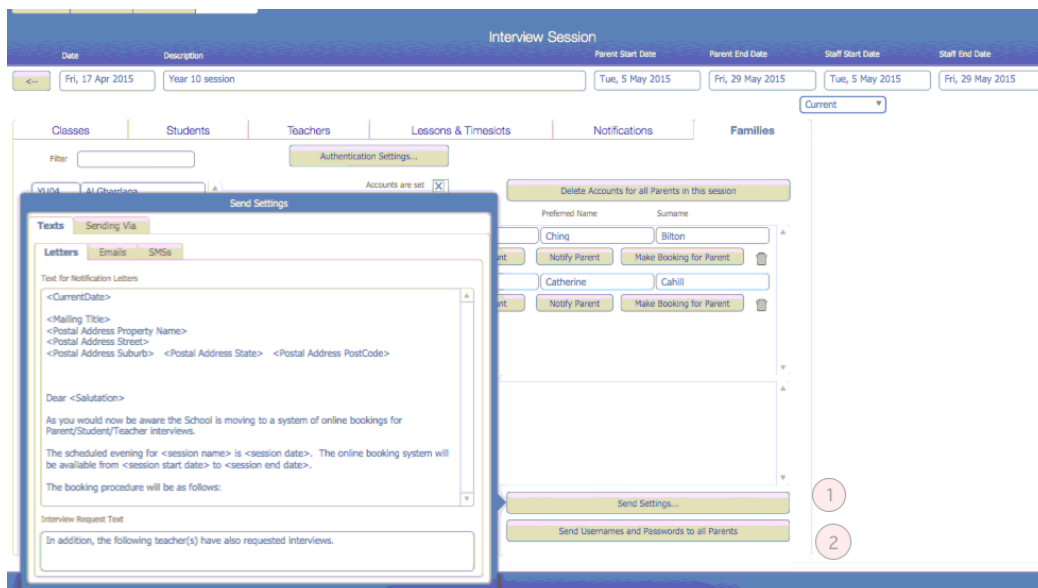 Interview Session
Date Description Parent Start Date Parent End Date Staff Start Date Staff End Date
<-- Fri, 17 Apr 2015 Year 10 session Tue, 5 May 2015 Fri, 29 May 2015 Tue, 5 May 2015 Fri, 29 May 2015
Current
Classes Students Teachers Lessons & Timeslots Notifications Families
Filter Authentication Settings...
Accounts are set X
YU04 Al Ghardana Delete Accounts for all Parents in this session
Send Settings
Preferred Name Surname
Texts Sending Via
Ching Bilton
Letters Emails SMSs
nt Notify Parent Make Booking for Parent
Text for Notification Letters
Catherine Cahill
<CurrentDate>
nt Notify Parent Make Booking for Parent
<Mailing Title>
<Postal Address Property Name>
<Postal Address Street>
<Postal Address Suburb> <Postal Address State> <Postal Address PostCode>
Dear <Salutation>
As you would now be aware the School is moving to a system of online bookings for
Parent/Student/Teacher interviews.
The scheduled evening for <session name> is <session date>. The online booking system will
be available from <session start date> to <session end date>.
The booking procedure will be as follows:
Send Settings... 1
Interview Request Text
Send Usernames and Passwords to all Parents 2
In addition, the following teacher(s) have also requested interviews.